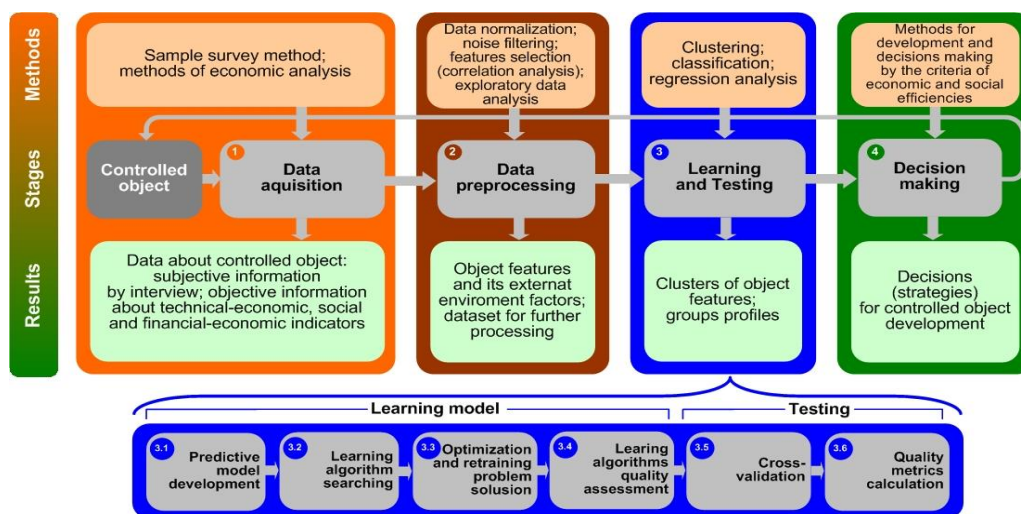 Methods
Stages
Results
Sample survey method;
methods of economic analysis
Data normalization;
noise filtering;
features selection
(correlation analysis);
exploratory data
analysis
Clustering;
classification;
regression analysis
Methods for
development and
decisions making
by the criteria of
economic and social
efficiencies
Controlled
object
1
Data
aquisition
2
Data
preprocessing
3
Learning
and Testing
4
Decision
making
Data about controlled object:
subjective information
by interview; objective information
about technical-economic, social
and financial-economic indicators
Object features
and its external
enviroment factors;
dataset for further
processing
Clusters of object
features;
groups profiles
Decisions
(strategies)
for controlled object
development
Learning model
Testing
3.1
Predictive
model
development
3.2
Learning
algorithm
searching
3.3
Optimization
and retraining
problem
solusion
3.4
Learing
algorithms
quality
assessment
3.5
Cross-
validation
3.6
Quality
metrics
calculation